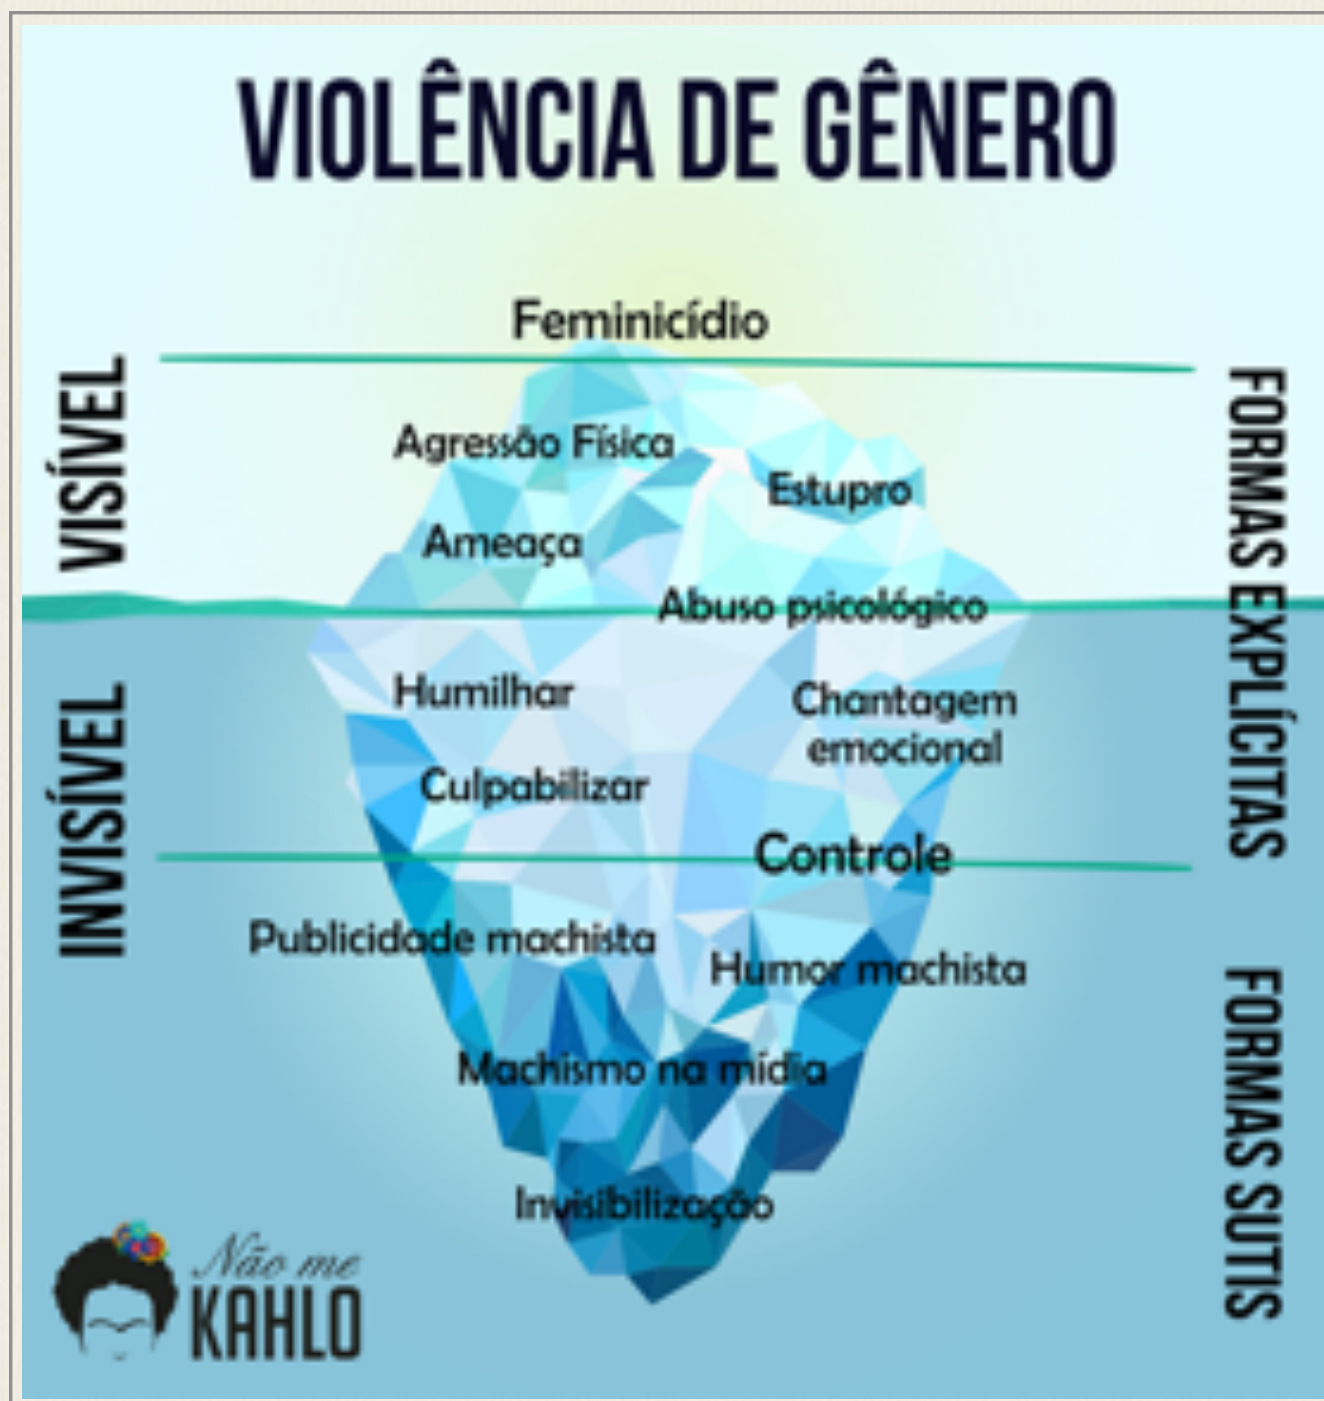 VIOLÊNCIA DE GÊNERO
Feminicídio
VISÍVEL
FORMAS EXPLÍCITAS
Agressão Física
Estupro
Ameaça
Abuso psicológico
INVISÍVEL
Humilhar
Chantagem
emocional
Culpabilizar
Controle
Publicidade machista
Humor machista
FORMAS SUTIS
Machismo na mídia
Invisibilização
Não me
KAHLO